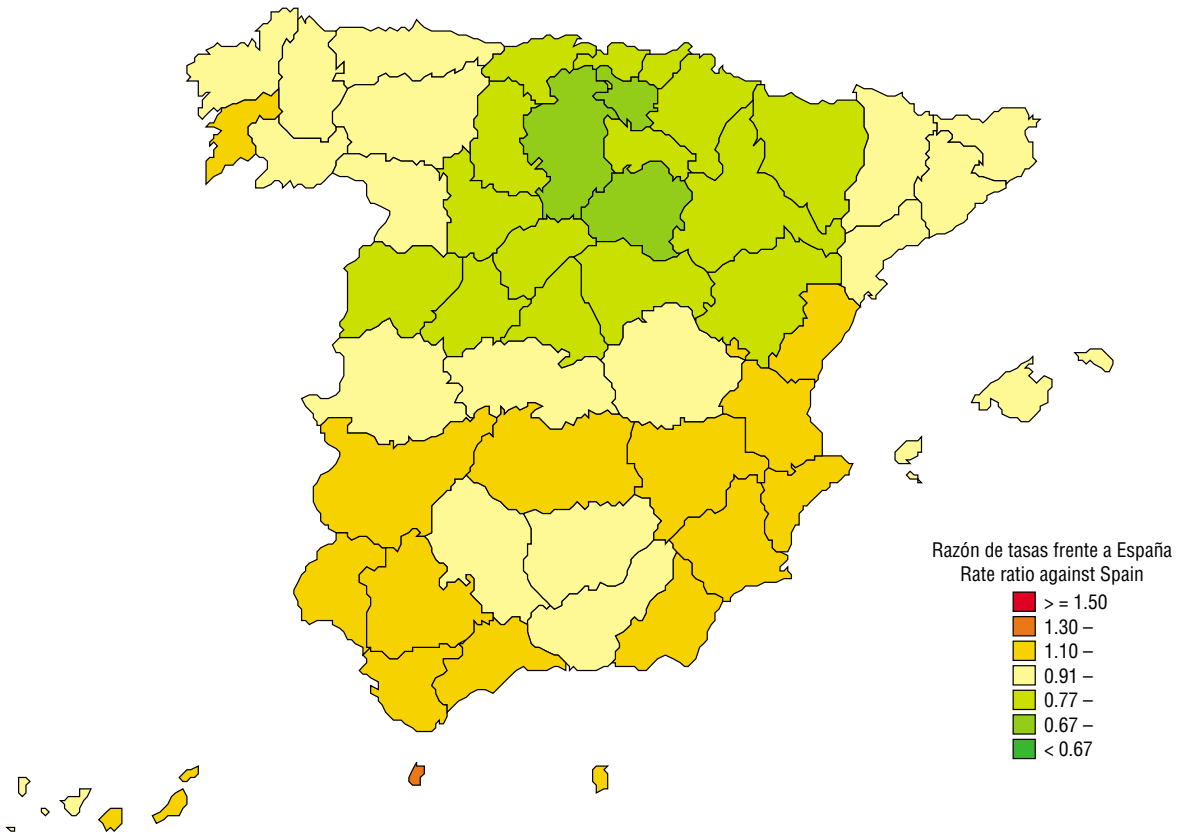 Razón de tasas frente a España
Rate ratio against Spain
> = 1.50
1.30 –
1.10 –
0.91 –
0.77 –
0.67 –
< 0.67